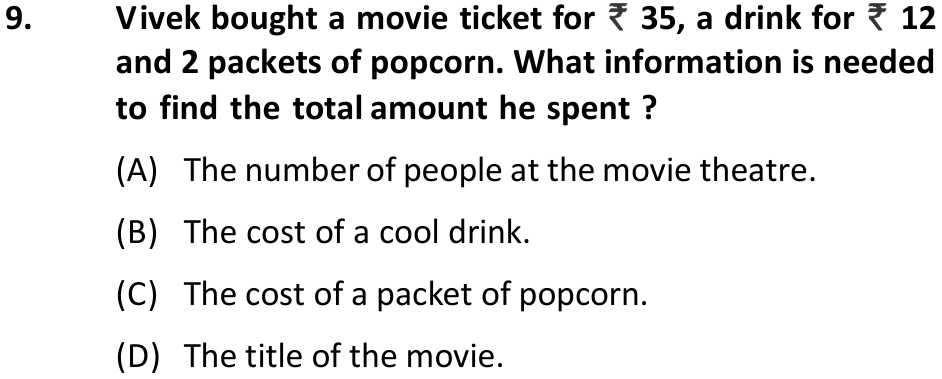 9. Vivek bought a movie ticket for ₹ 35, a drink for ₹ 12
and 2 packets of popcorn. What information is needed
to find the total amount he spent ?
(A) The number of people at the movie theatre.
(B) The cost of a cool drink.
(C) The cost of a packet of popcorn.
(D) The title of the movie.